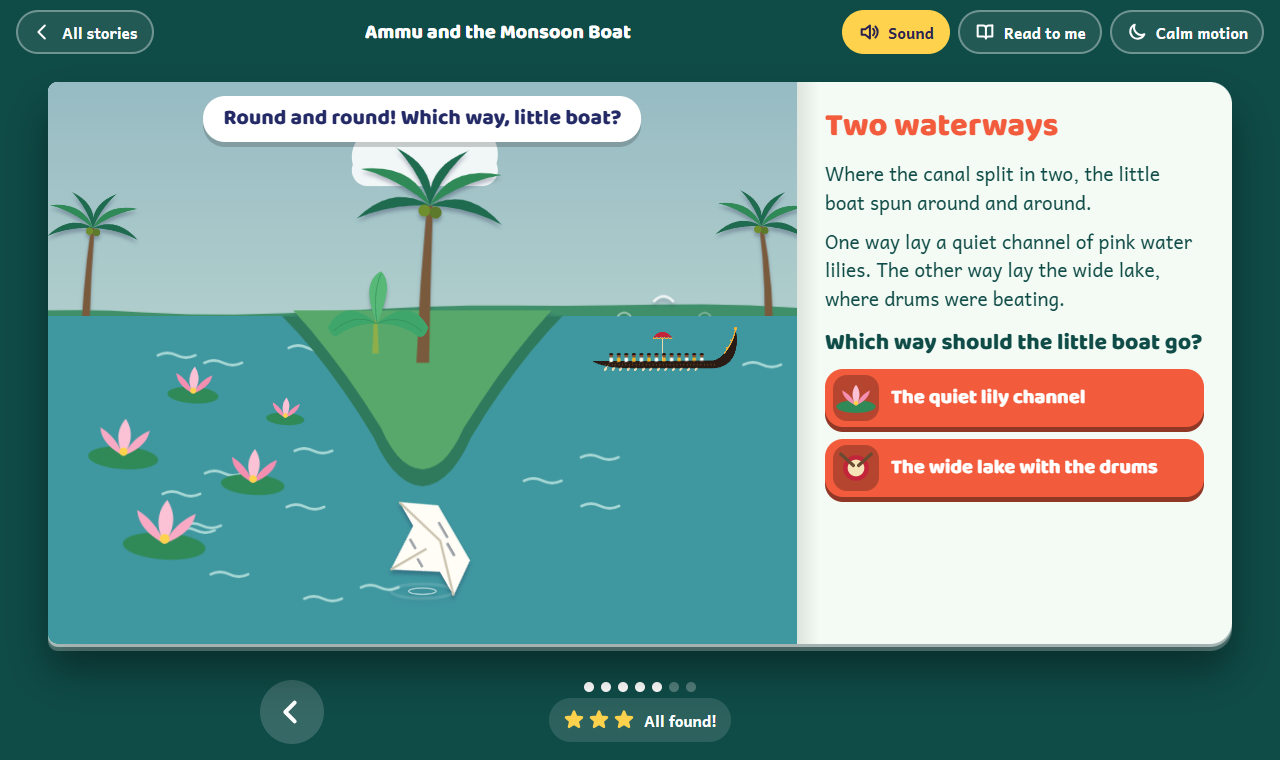 All stories
Ammu and the Monsoon Boat
Sound
Read to me
Calm motion
Round and round! Which way, little boat?
Two waterways
Where the canal split in two, the little
boat spun around and around.
One way lay a quiet channel of pink water
lilies. The other way lay the wide lake,
where drums were beating.
Which way should the little boat go?
The quiet lily channel
The wide lake with the drums
All found!